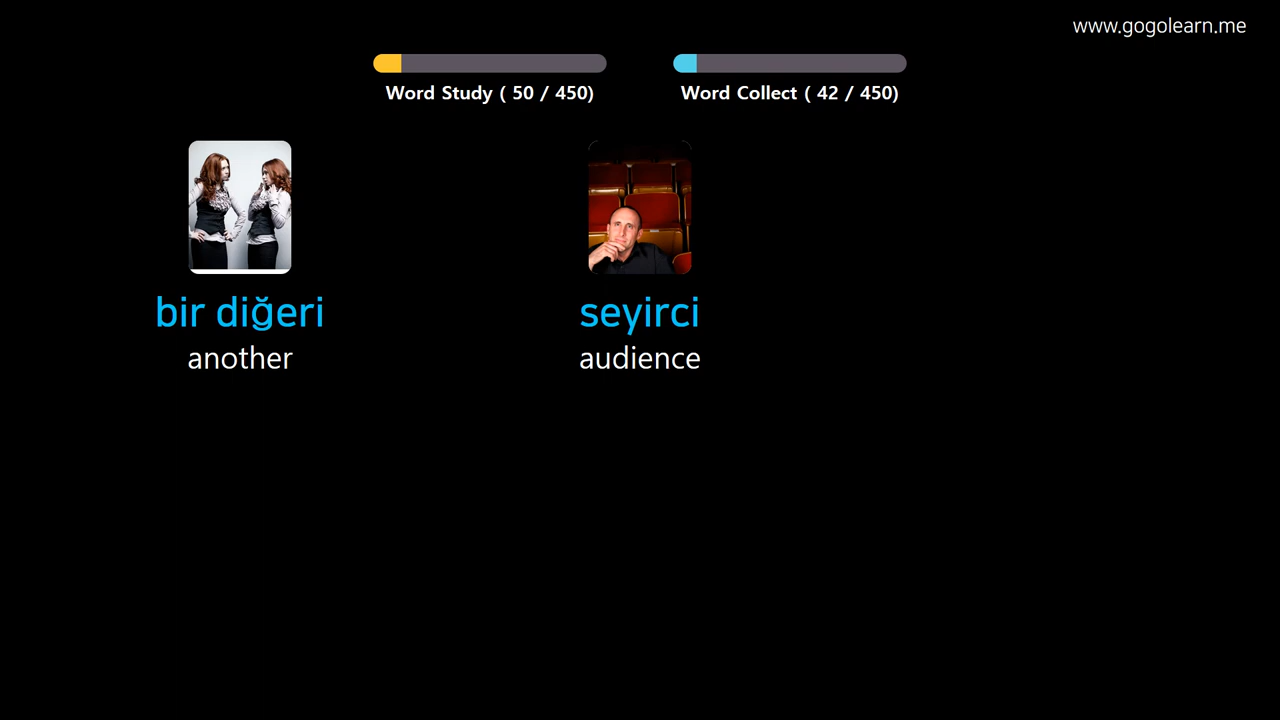 www.gogolearn.me
Word Study ( 50 / 450)
Word Collect ( 42 / 450)
bir diğeri
another
seyirci
audience